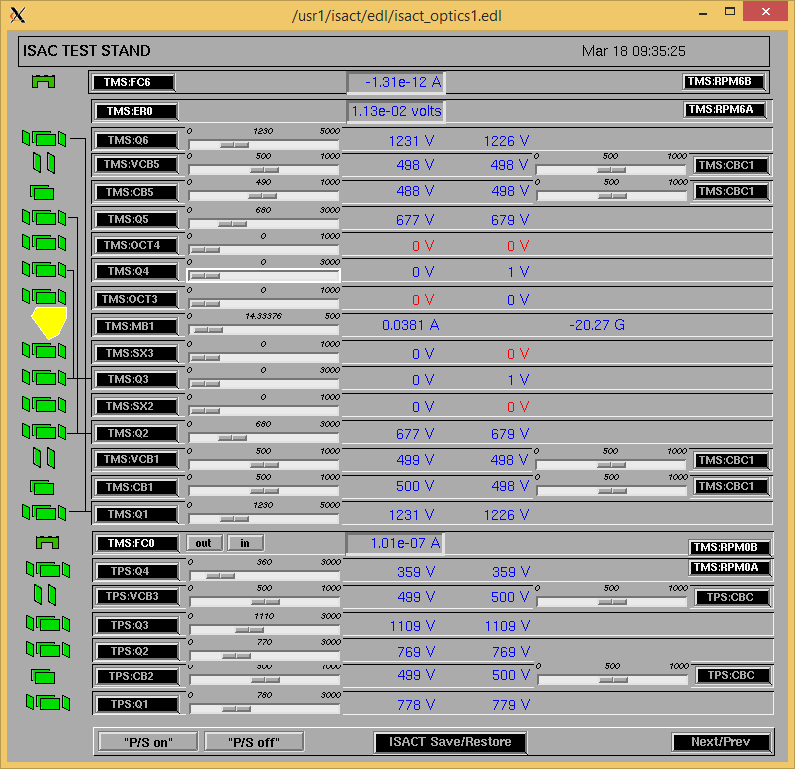 /usr1/isact/edl/isact_optics1.edl
ISAC TEST STAND Mar 18 09:35:25
TMS:FC6 -1.31e-12 A TMS:RPM6B
TMS:ER0 1.13e-02 volts TMS:RPM6A
0 1230 5000
TMS:Q6 1231 V 1226 V
0 500 1000 0 500 1000
TMS:VCB5 498 V 498 V TMS:CBC1
0 490 1000 0 500 1000
TMS:CB5 488 V 498 V TMS:CBC1
0 680 3000
TMS:Q5 677 V 679 V
0 0 1000
TMS:OCT4 0 V 0 V
0 0 3000
TMS:Q4 0 V 1 V
0 0 1000
TMS:OCT3 0 V 0 V
0 14.33376 500
TMS:MB1 0.0381 A -20.27 G
0 0 1000
TMS:SX3 0 V 0 V
0 0 3000
TMS:Q3 0 V 1 V
0 0 1000
TMS:SX2 0 V 0 V
0 680 3000
TMS:Q2 677 V 679 V
0 500 1000 0 500 1000
TMS:VCB1 499 V 498 V TMS:CBC1
0 500 1000 0 500 1000
TMS:CB1 500 V 498 V TMS:CBC1
0 1230 5000
TMS:Q1 1231 V 1226 V
TMS:FC0 out in 1.01e-07 A TMS:RPM0B
0 360 3000 TMS:RPM0A
TPS:Q4 359 V 359 V
0 500 1000 0 500 1000
TPS:VCB3 499 V 500 V TPS:CBC
0 1110 3000
TPS:Q3 1109 V 1109 V
0 770 3000
TPS:Q2 769 V 769 V
0 500 1000 0 500 1000
TPS:CB2 499 V 500 V TPS:CBC
0 780 3000
TPS:Q1 778 V 779 V
"P/S on" "P/S off" ISACT Save/Restore Next/Prev